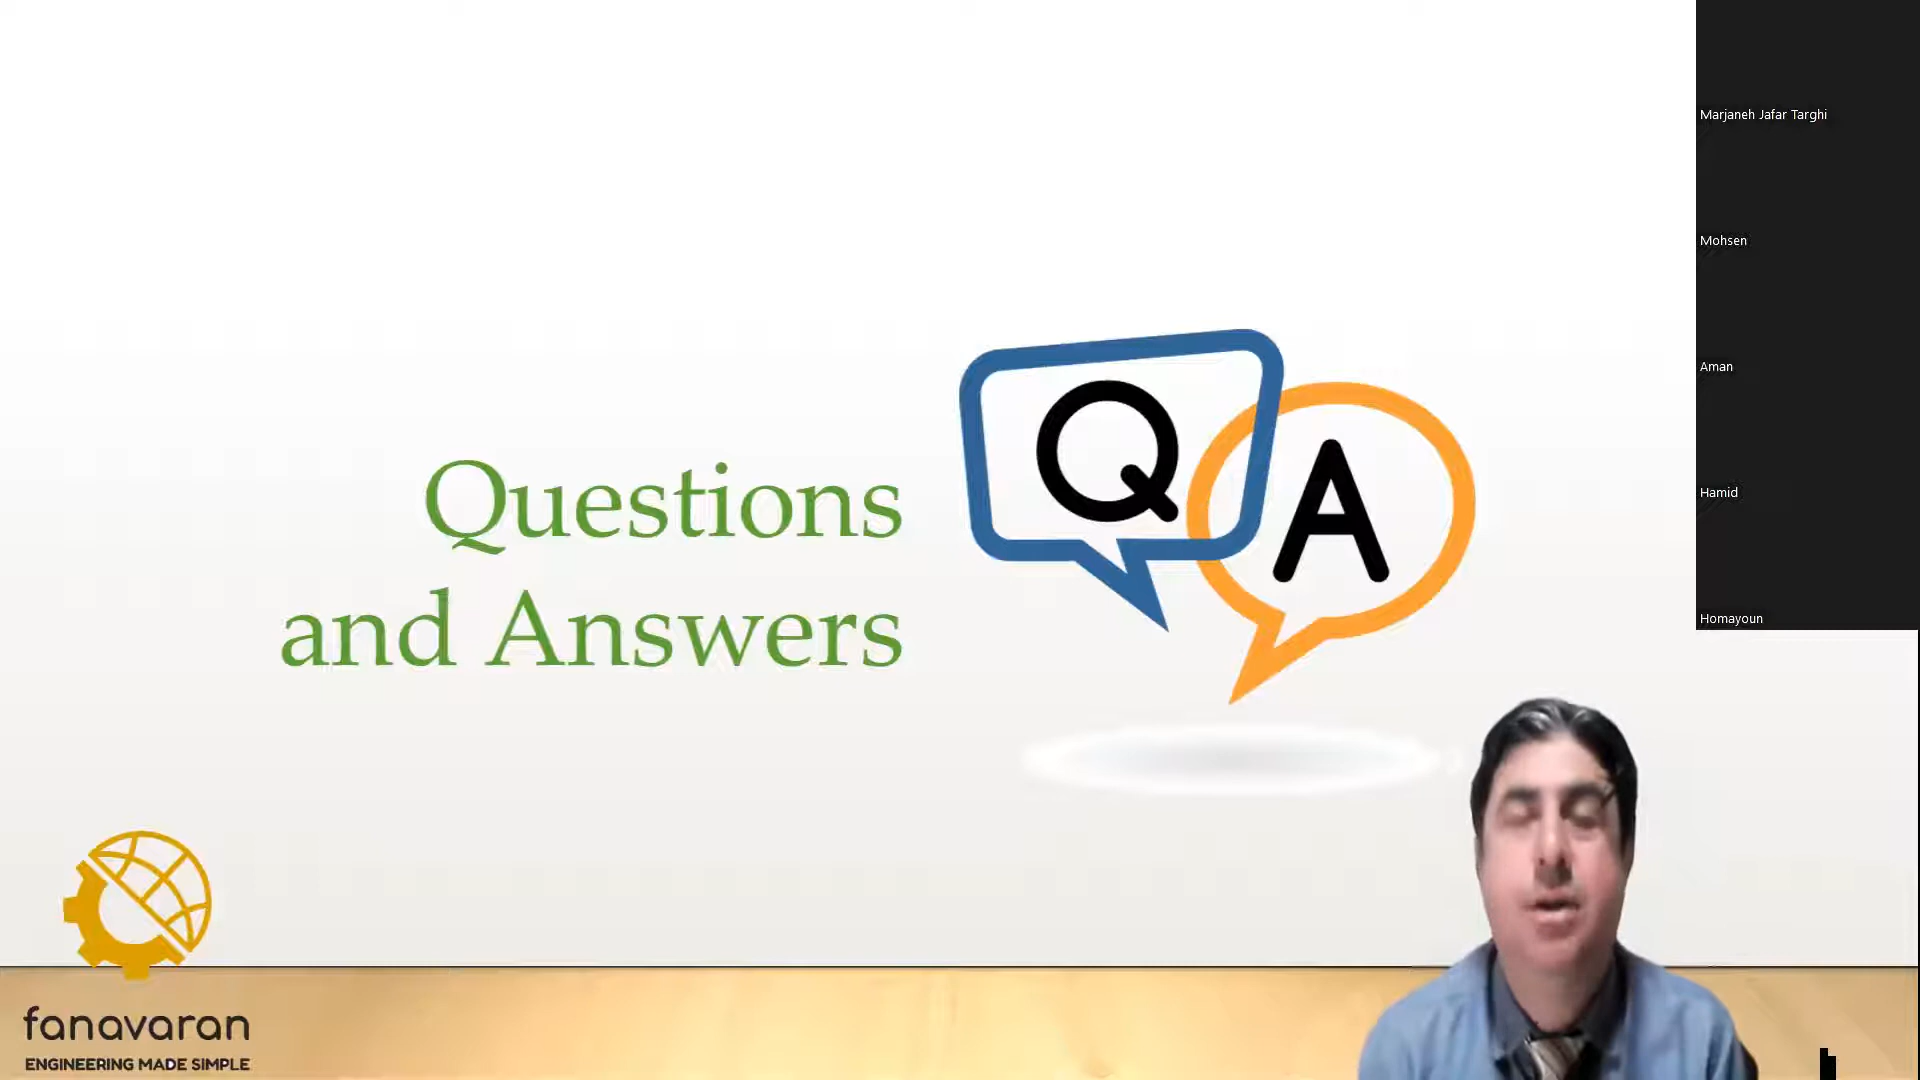 Questions
and Answers
Q
A
Marjaneh Jafar Targhi
Mohsen
Aman
Hamid
Homayoun
fanavaran
ENGINEERING MADE SIMPLE